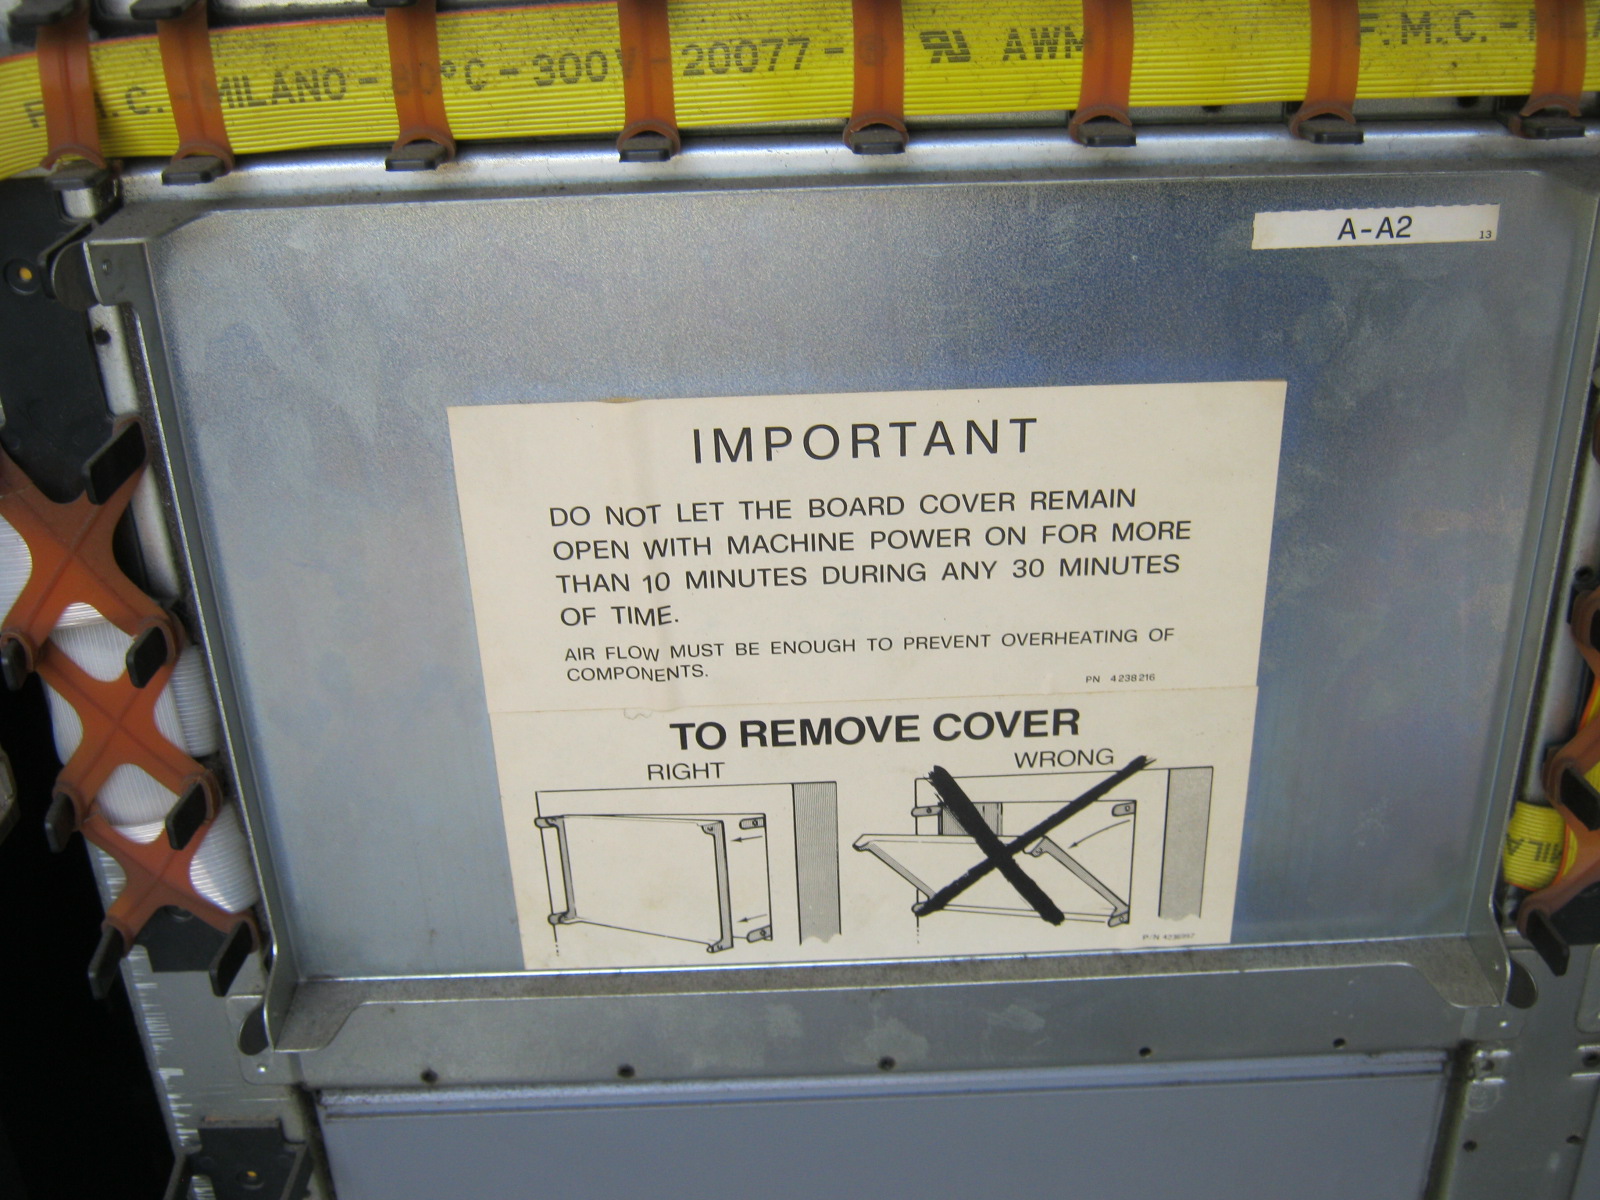 F.M.C. - MILANO - 80°C - 300V - 20077 - AWM F.M.C. -
A-A2
13
IMPORTANT
DO NOT LET THE BOARD COVER REMAIN
OPEN WITH MACHINE POWER ON FOR MORE
THAN 10 MINUTES DURING ANY 30 MINUTES
OF TIME.
AIR FLOW MUST BE ENOUGH TO PREVENT OVERHEATING OF
COMPONENTS.
PN 4238216
TO REMOVE COVER
RIGHT
WRONG
P/N